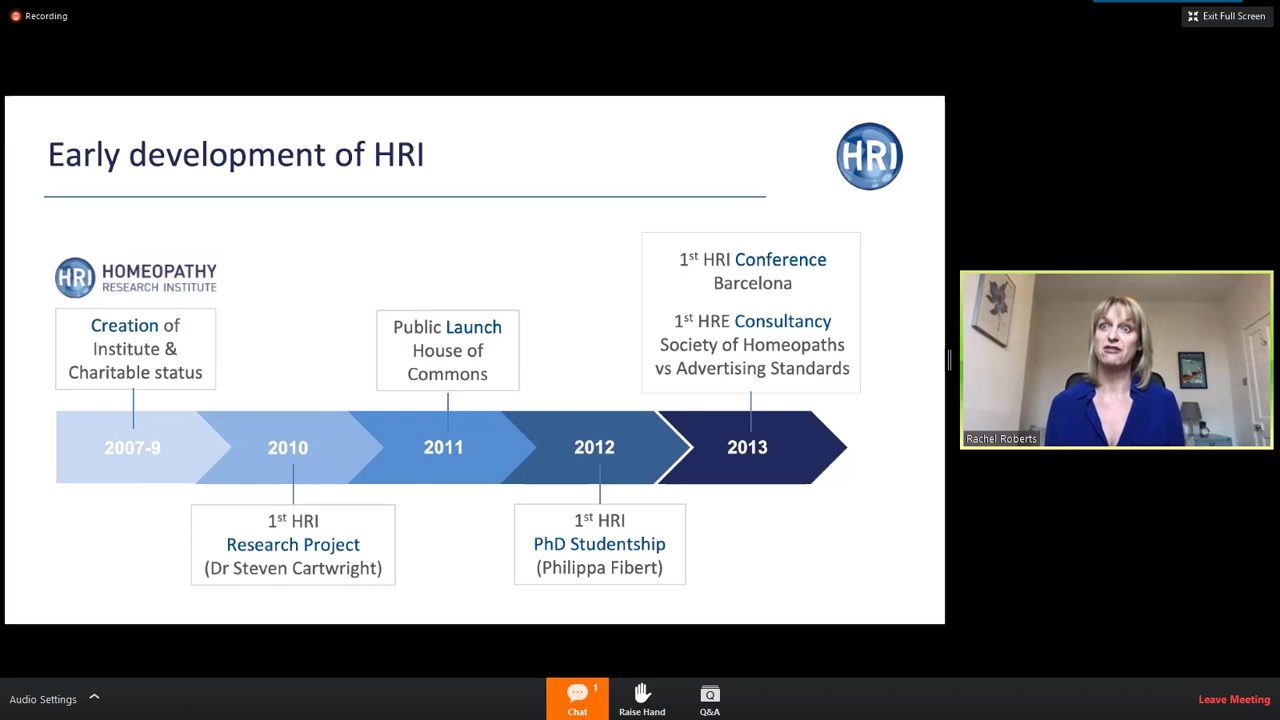 Recording
Exit Full Screen
Early development of HRI
HRI
HRI HOMEOPATHY
RESEARCH INSTITUTE
Creation of
Institute &
Charitable status
Public Launch
House of
Commons
1st HRI Conference
Barcelona
1st HRE Consultancy
Society of Homeopaths
vs Advertising Standards
2007-9
2010
2011
2012
2013
1st HRI
Research Project
(Dr Steven Cartwright)
1st HRI
PhD Studentship
(Philippa Fibert)
Rachel Roberts
Audio Settings
Chat
1
Raise Hand
Q
Q&A
Leave Meeting